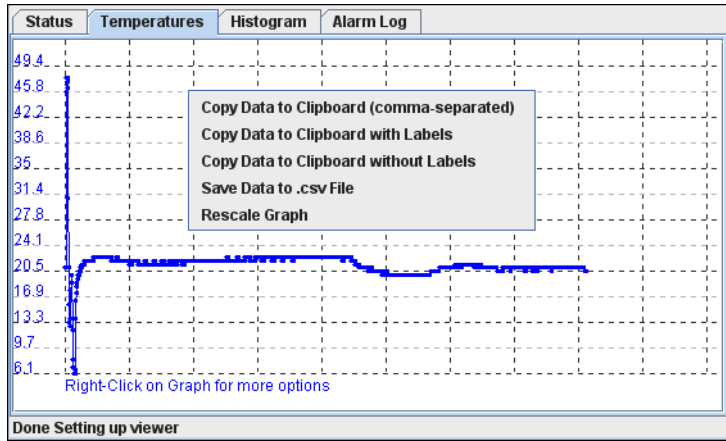 Status Temperatures Histogram Alarm Log
49.4
45.8
42.2
38.6
35
31.4
27.8
24.1
20.5
16.9
13.3
9.7
6.1
Copy Data to Clipboard (comma-separated)
Copy Data to Clipboard with Labels
Copy Data to Clipboard without Labels
Save Data to .csv File
Rescale Graph
Right-Click on Graph for more options
Done Setting up viewer